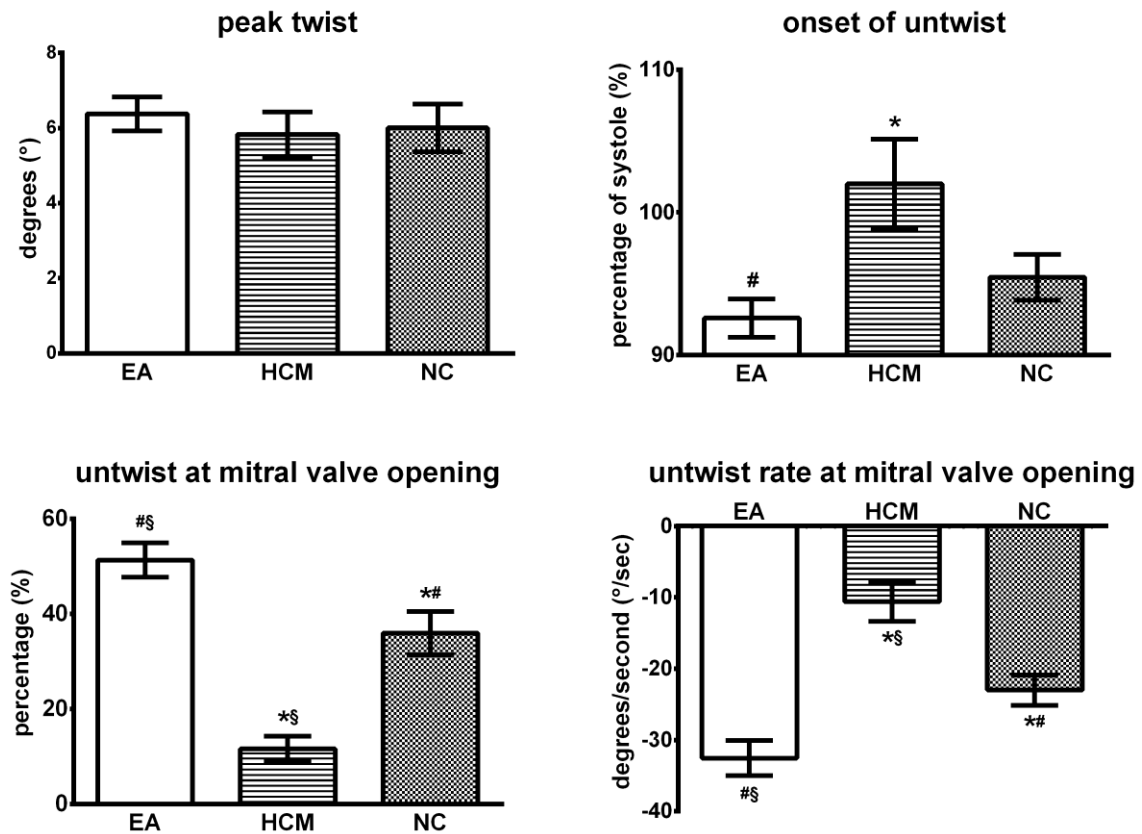 peak twist
degrees (°)
8
6
4
2
0
EA HCM NC
onset of untwist
percentage of systole (%)
110
100
90
#
*
EA HCM NC
untwist at mitral valve opening
percentage (%)
60
40
20
0
#§
*§
*#
EA HCM NC
untwist rate at mitral valve opening
degrees/second (°/sec)
EA HCM NC
0
-10
-20
-30
-40
#§
*§
*#